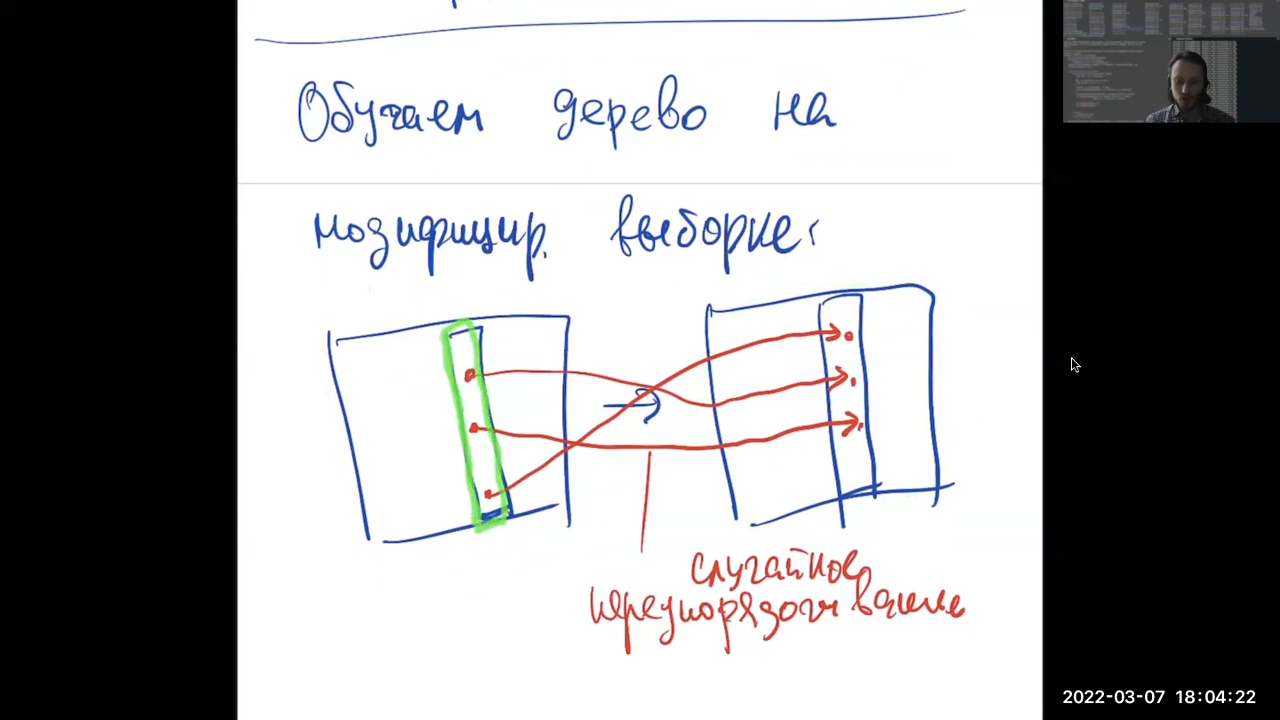 Обучаем дерево на
модифицир. выборке:
случайное
переупорядочивание
2022-03-07 18:04:22